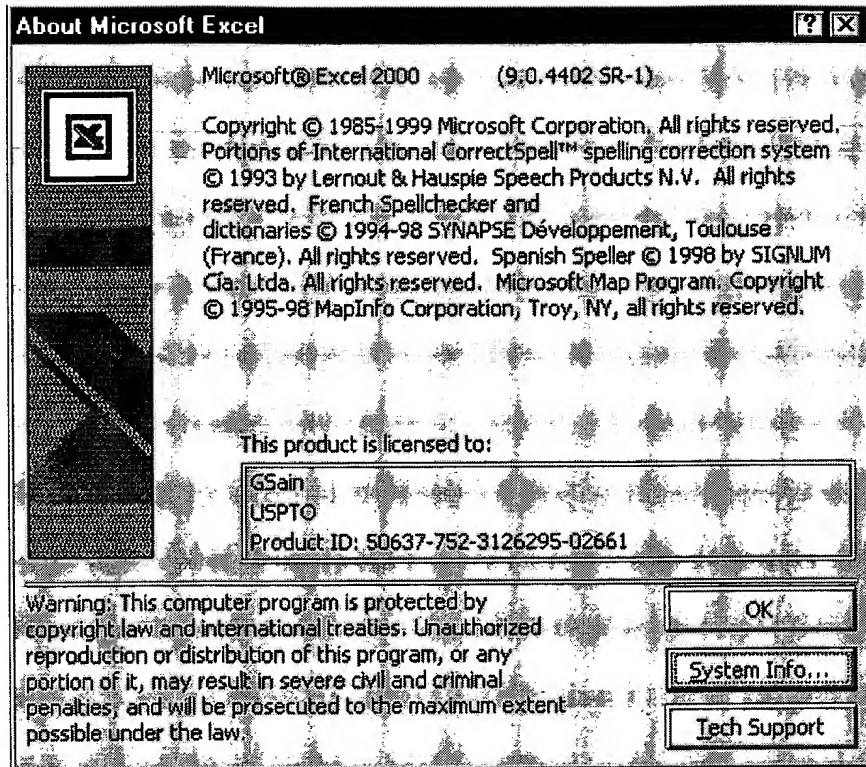 About Microsoft Excel
Microsoft® Excel 2000 (9.0.4402 SR-1)
Copyright © 1985-1999 Microsoft Corporation. All rights reserved.
Portions of International CorrectSpell™ spelling correction system
© 1993 by Lernout & Hauspie Speech Products N.V. All rights
reserved. French Spellchecker and
dictionaries © 1994-98 SYNAPSE Développement, Toulouse
(France). All rights reserved. Spanish Speller © 1998 by SIGNUM
Cía. Ltda. All rights reserved. Microsoft Map Program: Copyright
© 1995-98 MapInfo Corporation, Troy, NY, all rights reserved.
This product is licensed to:
GSain
USPTO
Product ID: 50637-752-3126295-02661
Warning: This computer program is protected by
copyright law and international treaties. Unauthorized
reproduction or distribution of this program, or any
portion of it, may result in severe civil and criminal
penalties, and will be prosecuted to the maximum extent
possible under the law.
OK
System Info...
Tech Support